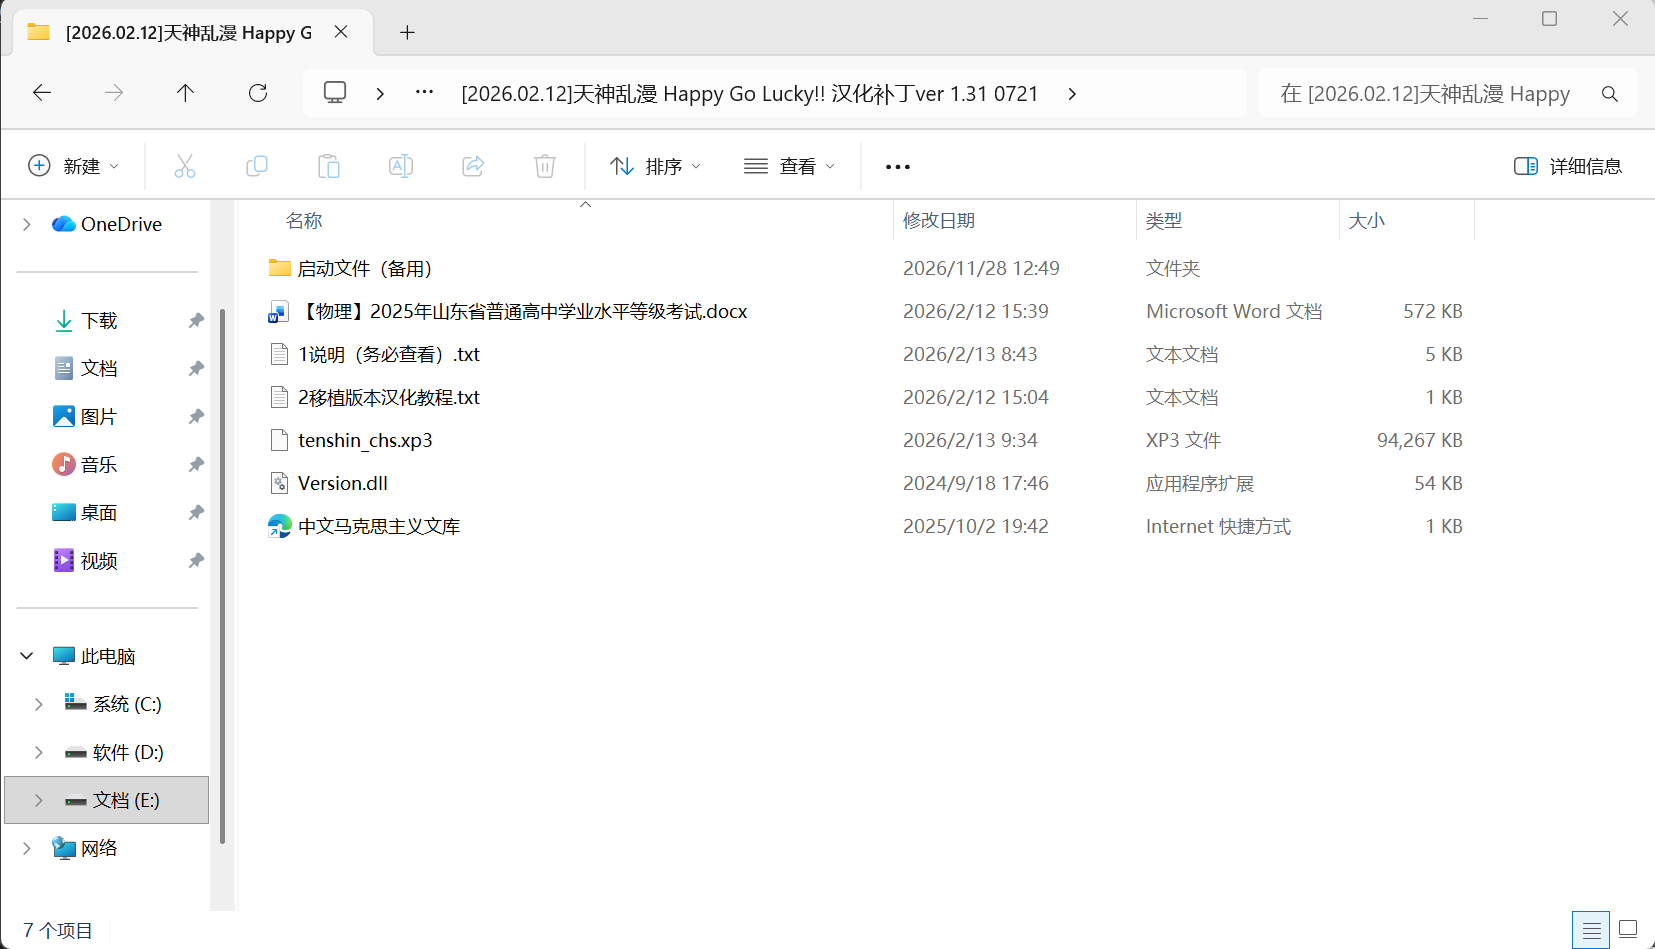 [2026.02.12]天神乱漫 Happy G
[2026.02.12]天神乱漫 Happy Go Lucky!! 汉化补丁ver 1.31 0721
在 [2026.02.12]天神乱漫 Happy
新建
排序
查看
详细信息
OneDrive
下载
文档
图片
音乐
桌面
视频
此电脑
系统 (C:)
软件 (D:)
文档 (E:)
网络
名称 修改日期 类型 大小
启动文件（备用） 2026/11/28 12:49 文件夹
【物理】2025年山东省普通高中学业水平等级考试.docx 2026/2/12 15:39 Microsoft Word 文档 572 KB
1说明（务必查看）.txt 2026/2/13 8:43 文本文档 5 KB
2移植版本汉化教程.txt 2026/2/12 15:04 文本文档 1 KB
tenshin_chs.xp3 2026/2/13 9:34 XP3 文件 94,267 KB
Version.dll 2024/9/18 17:46 应用程序扩展 54 KB
中文马克思主义文库 2025/10/2 19:42 Internet 快捷方式 1 KB
7 个项目